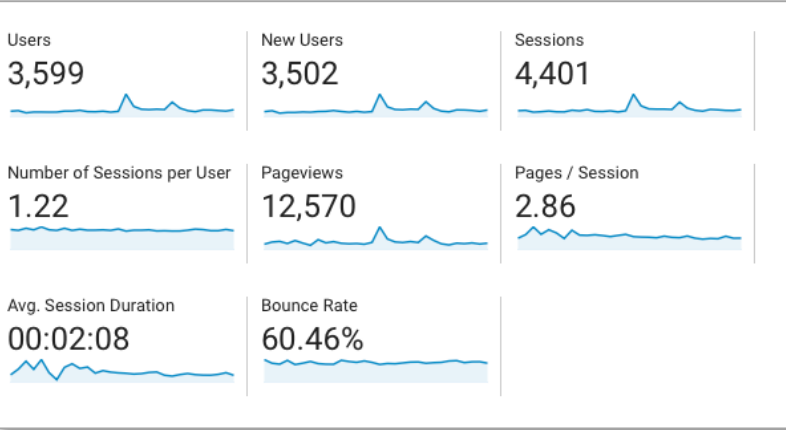 Users
3,599
New Users
3,502
Sessions
4,401
Number of Sessions per User
1.22
Pageviews
12,570
Pages / Session
2.86
Avg. Session Duration
00:02:08
Bounce Rate
60.46%